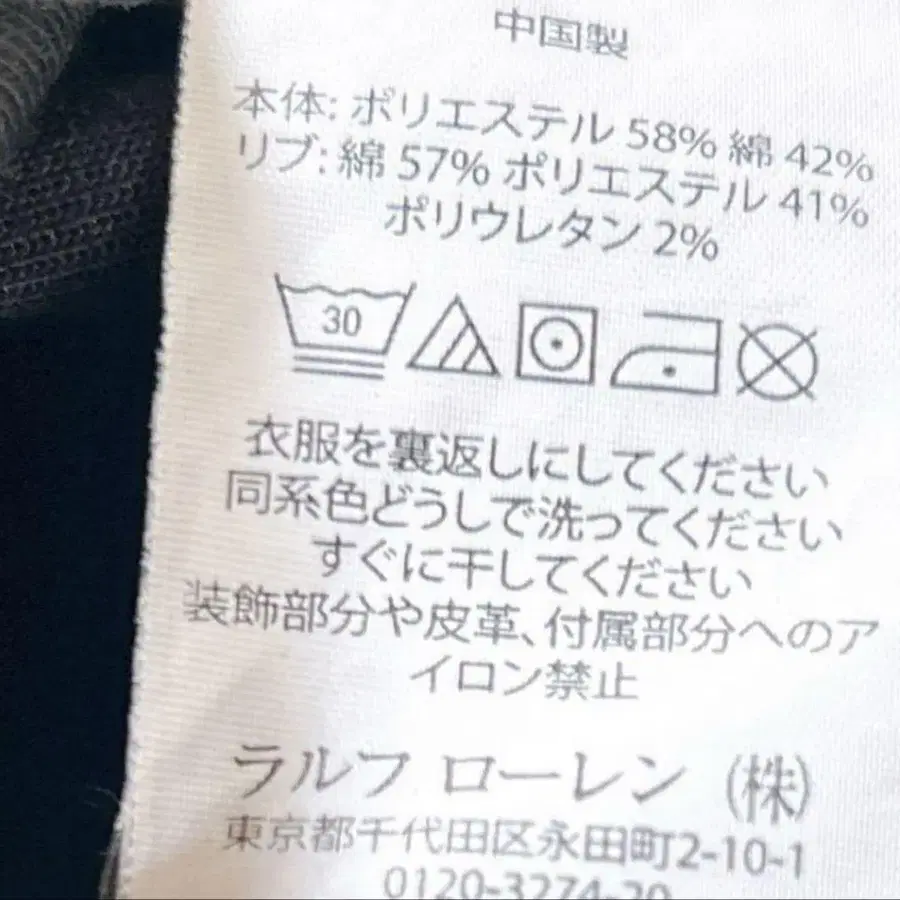 中国製
本体: ポリエステル 58% 綿 42%
リブ: 綿 57% ポリエステル 41%
ポリウレタン 2%
30
衣服を裏返しにしてください
同系色どうしで洗ってください
すぐに干してください
装飾部分や皮革、付属部分へのア
イロン禁止
ラルフ ローレン (株)
東京都千代田区永田町2-10-1
0120-3274-20